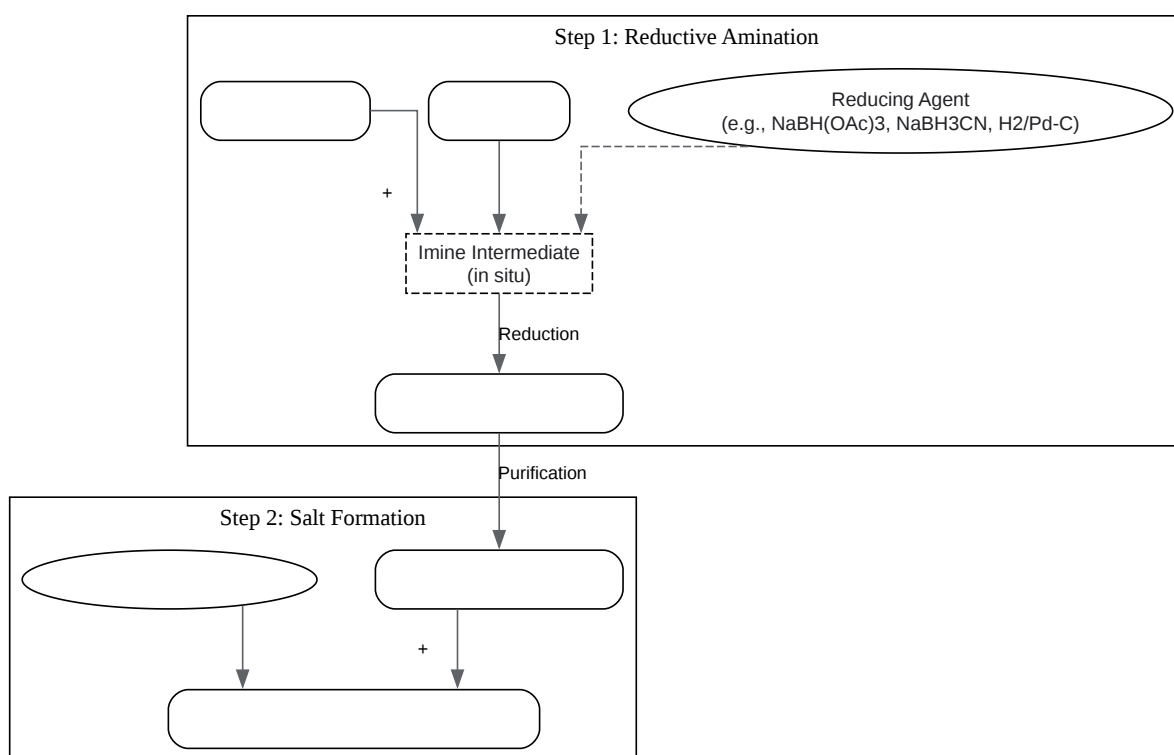 Step 1: Reductive Amination
Reducing Agent
(e.g., NaBH(OAc)3, NaBH3CN, H2/Pd-C)
+
Imine Intermediate
(in situ)
Reduction
Purification
Step 2: Salt Formation
+